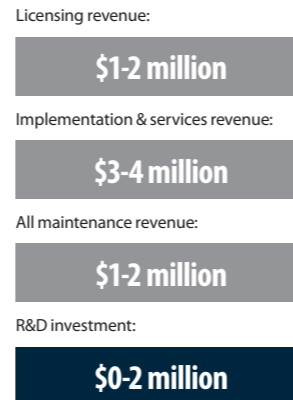 Licensing revenue:
$1-2 million
Implementation & services revenue:
$3-4 million
All maintenance revenue:
$1-2 million
R&D investment:
$0-2 million